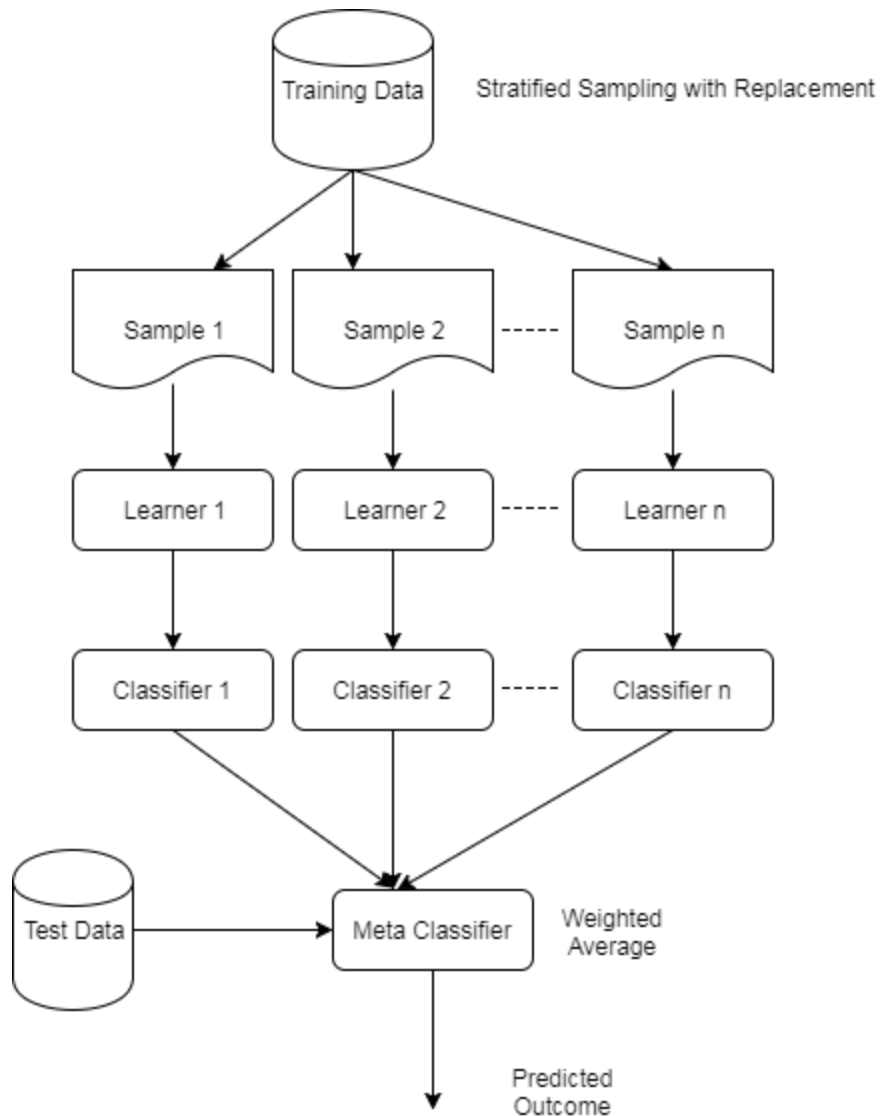 Training Data
Stratified Sampling with Replacement
Sample 1
Sample 2
Sample n
Learner 1
Learner 2
Learner n
Classifier 1
Classifier 2
Classifier n
Test Data
Meta Classifier
Weighted
Average
Predicted
Outcome